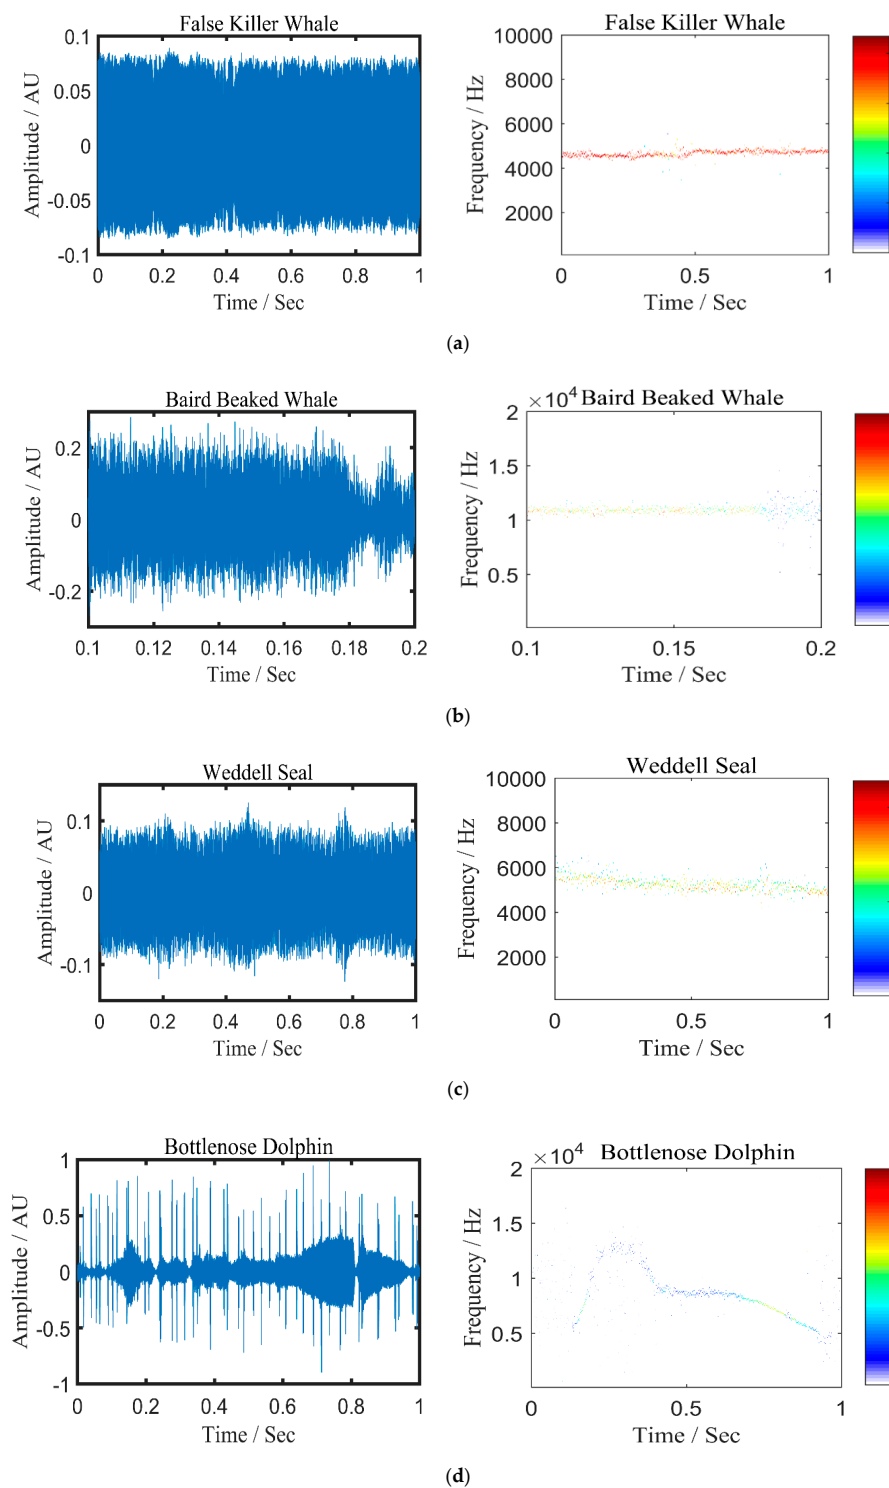 False Killer Whale
0.1
0.05
0
-0.05
-0.1
Amplitude / AU
0 0.2 0.4 0.6 0.8 1
Time / Sec
False Killer Whale
10000
8000
6000
4000
2000
Frequency / Hz
0 0.5 1
Time / Sec
(a)
Baird Beaked Whale
0.2
0
-0.2
Amplitude / AU
0.1 0.12 0.14 0.16 0.18 0.2
Time / Sec
×10⁴ Baird Beaked Whale
2
1.5
1
0.5
Frequency / Hz
0.1 0.15 0.2
Time / Sec
(b)
Weddell Seal
0.1
0
-0.1
Amplitude / AU
0 0.2 0.4 0.6 0.8 1
Time / Sec
Weddell Seal
10000
8000
6000
4000
2000
Frequency / Hz
0 0.5 1
Time / Sec
(c)
Bottlenose Dolphin
1
0.5
0
-0.5
-1
Amplitude / AU
0 0.2 0.4 0.6 0.8 1
Time / Sec
×10⁴ Bottlenose Dolphin
2
1.5
1
0.5
Frequency / Hz
0 0.5 1
Time / Sec
(d)